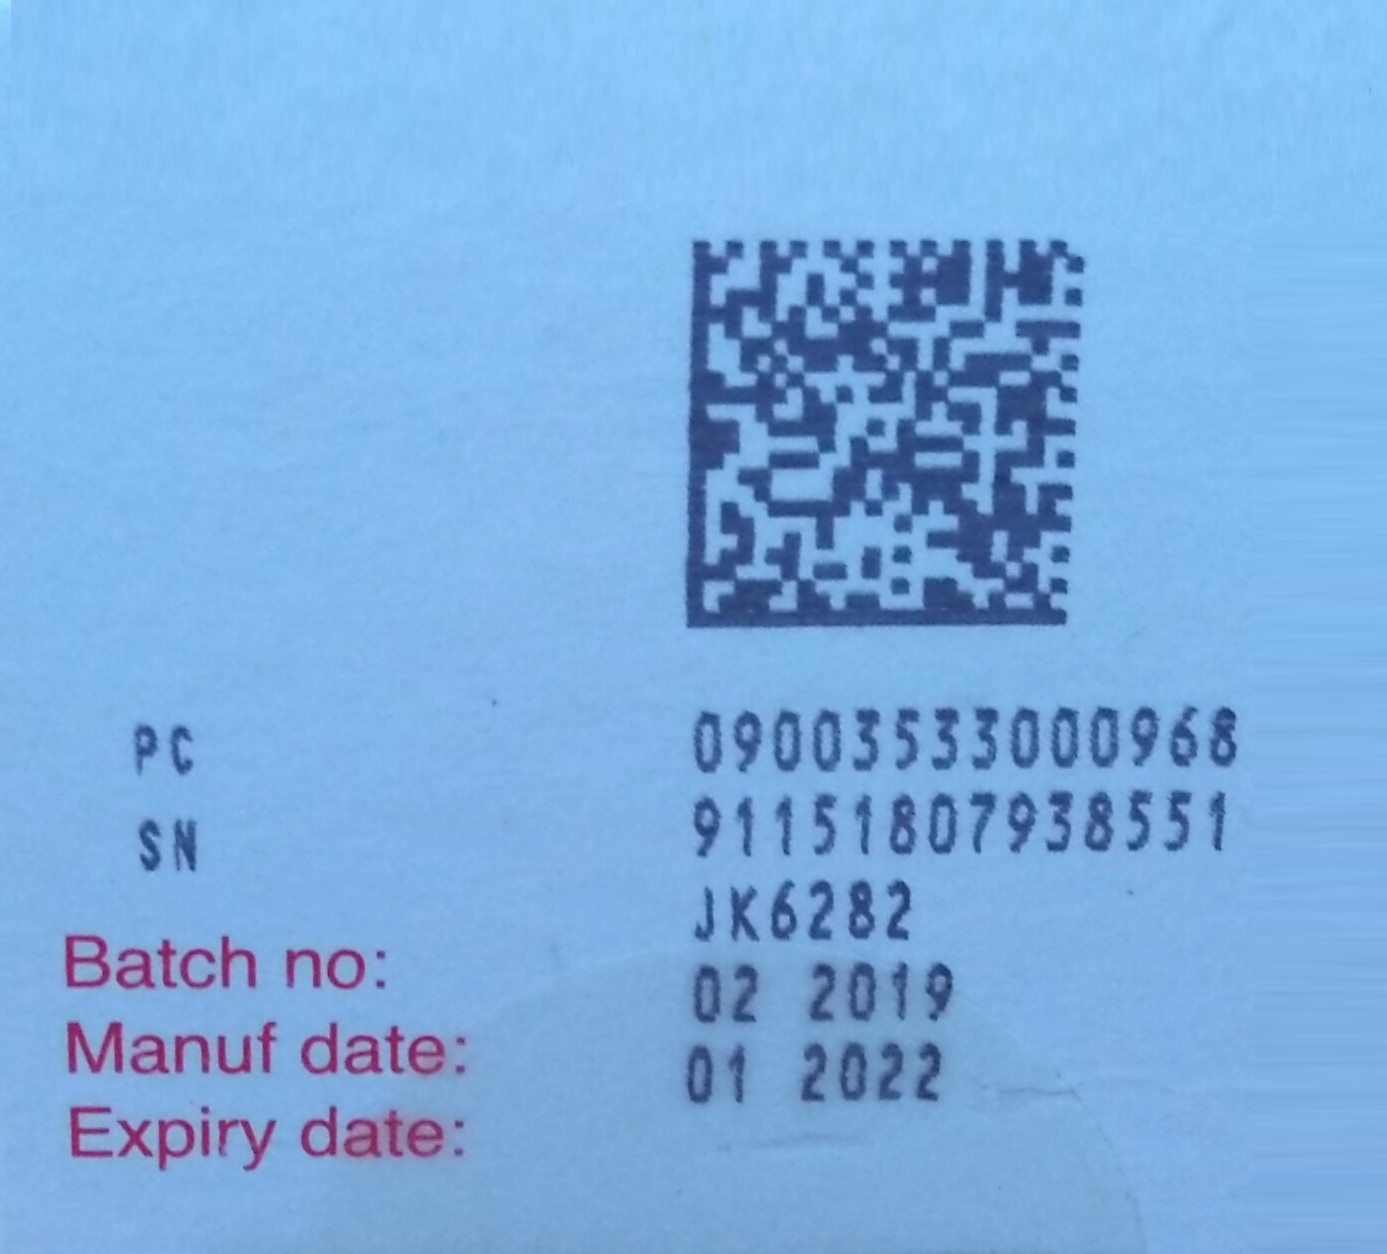 PC 09003533000968
SN 91151807938551
Batch no: JK6282
Manuf date: 02 2019
Expiry date: 01 2022